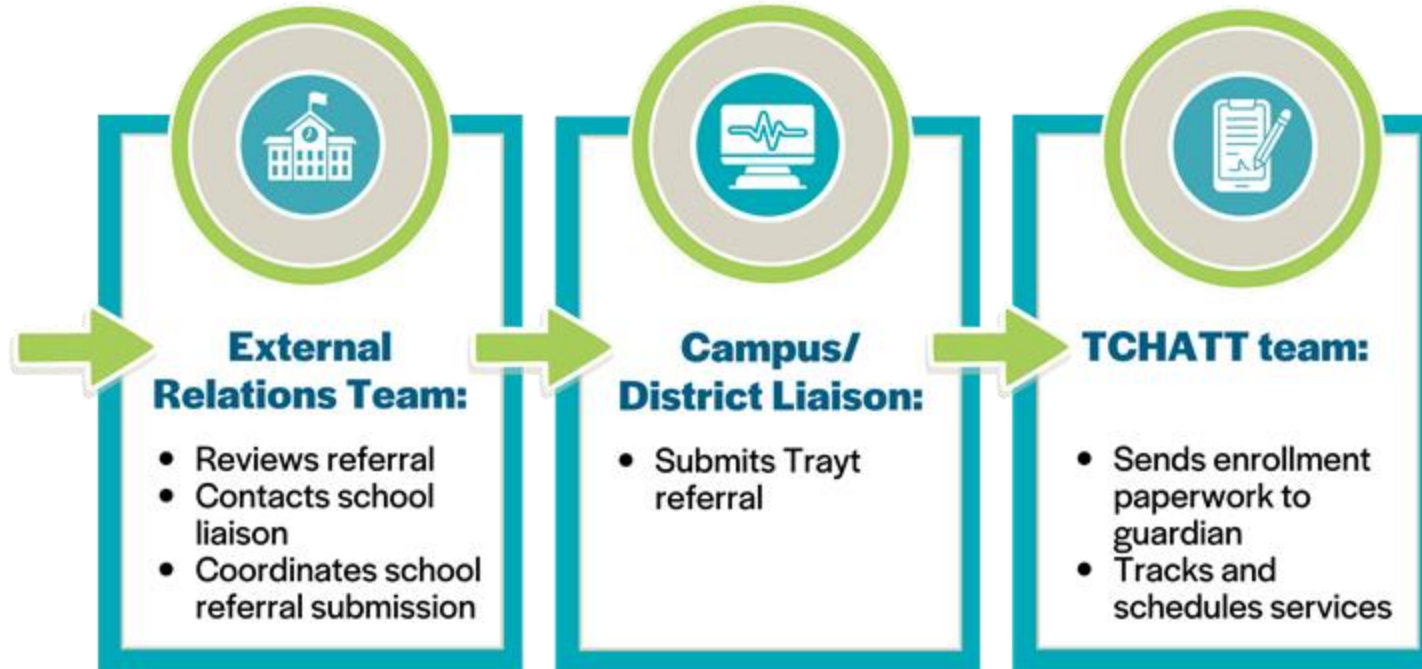 External
Relations Team:
• Reviews referral
• Contacts school
liaison
• Coordinates school
referral submission
Campus/
District Liaison:
• Submits Trayt
referral
TCHATT team:
• Sends enrollment
paperwork to
guardian
• Tracks and
schedules services